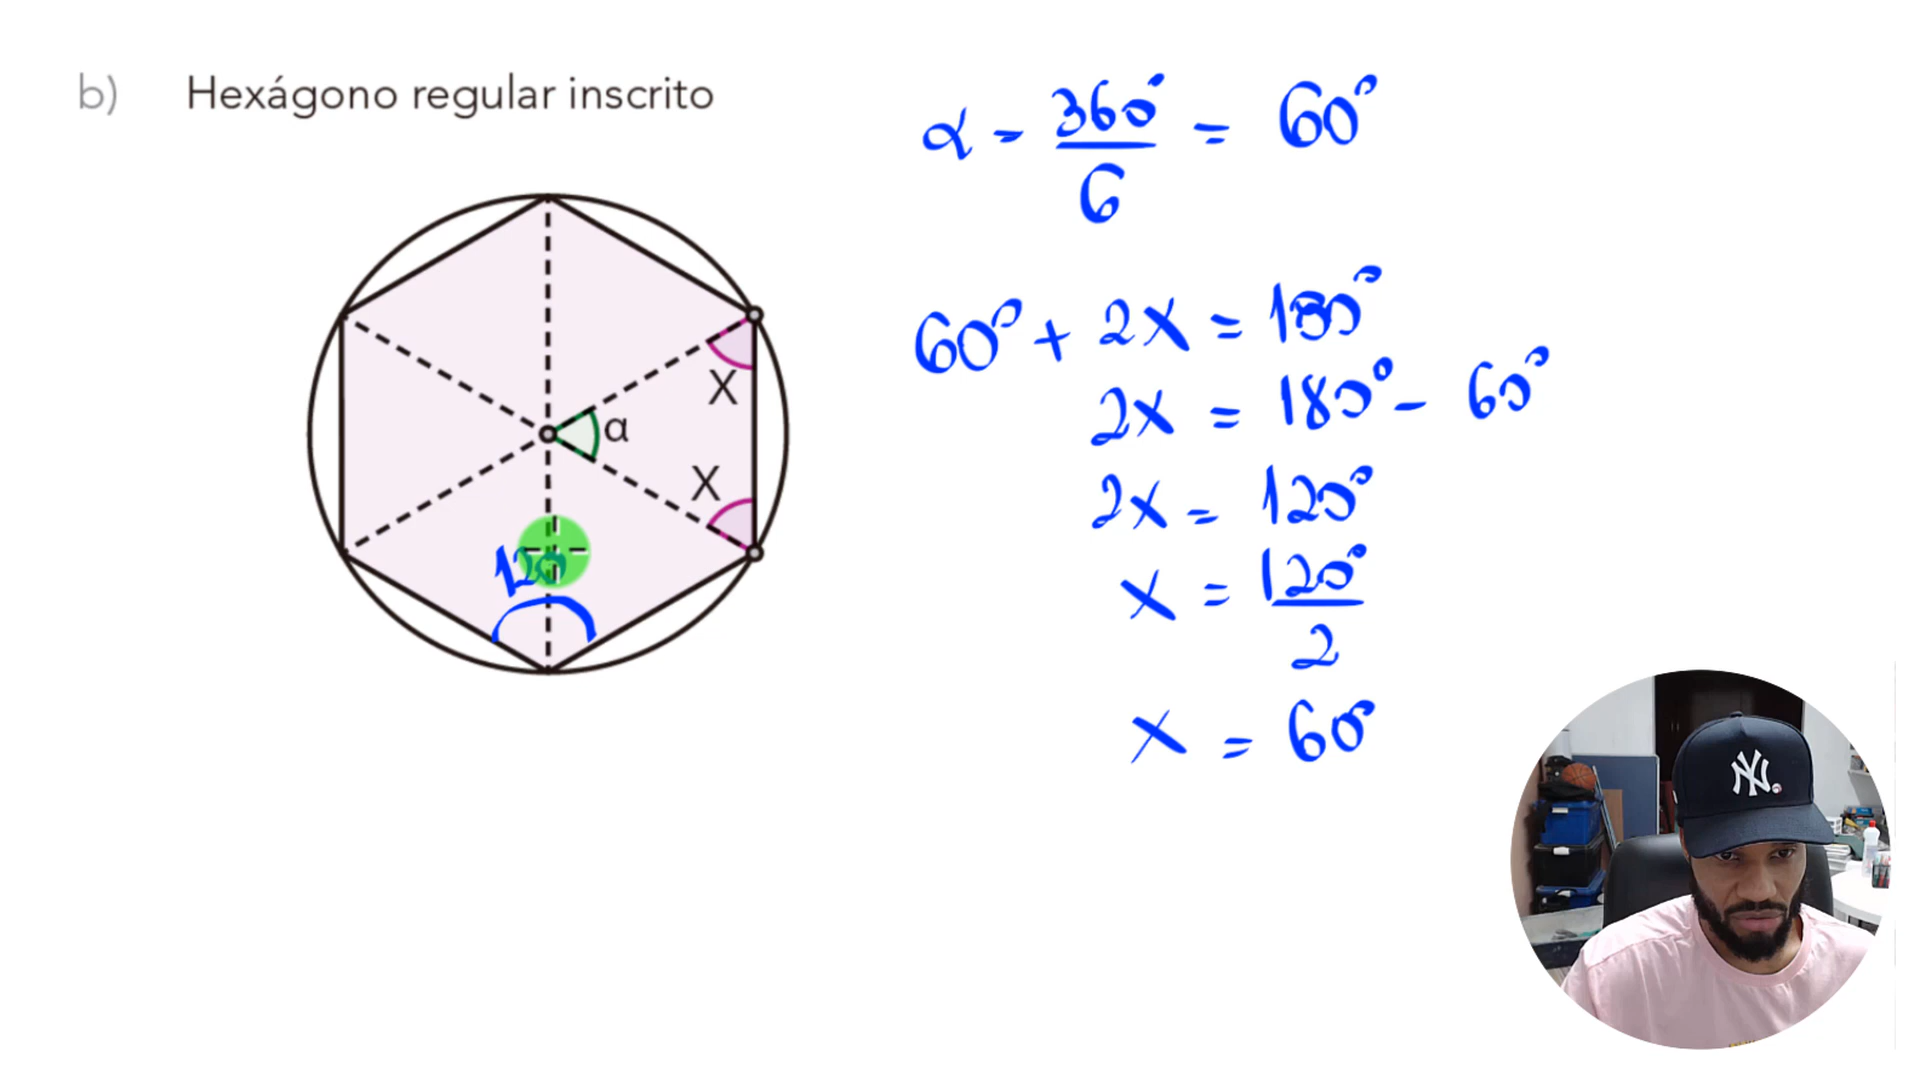 b) Hexágono regular inscrito
α = 360° / 6 = 60°
60° + 2x = 180°
2x = 180° - 60°
2x = 120°
x = 120° / 2
x = 60°
X
α
X
120
NY